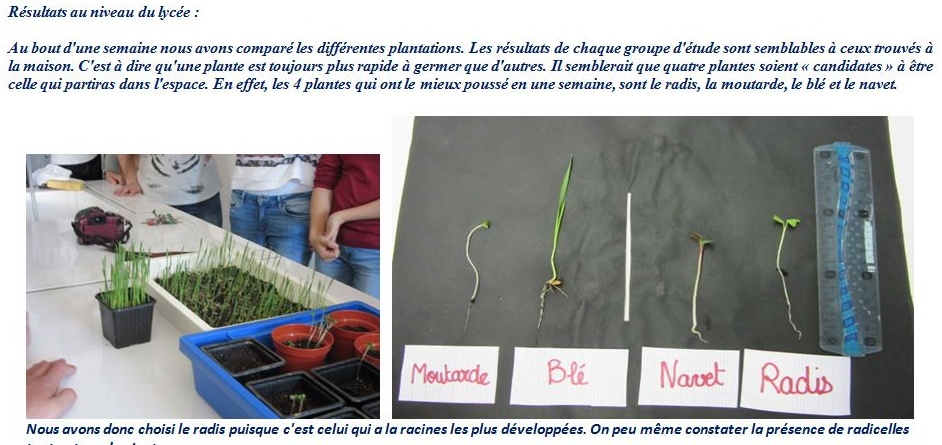 Résultats au niveau du lycée :
Au bout d'une semaine nous avons comparé les différentes plantations. Les résultats de chaque groupe d'étude sont semblables à ceux trouvés à
la maison. C'est à dire qu'une plante est toujours plus rapide à germer que d'autres. Il semblerait que quatre plantes soient « candidates » à être
celle qui partiras dans l'espace. En effet, les 4 plantes qui ont le mieux poussé en une semaine, sont le radis, la moutarde, le blé et le navet.
Moutarde
Blé
Navet
Radis
Nous avons donc choisi le radis puisque c'est celui qui a la racines les plus développées. On peu même constater la présence de radicelles